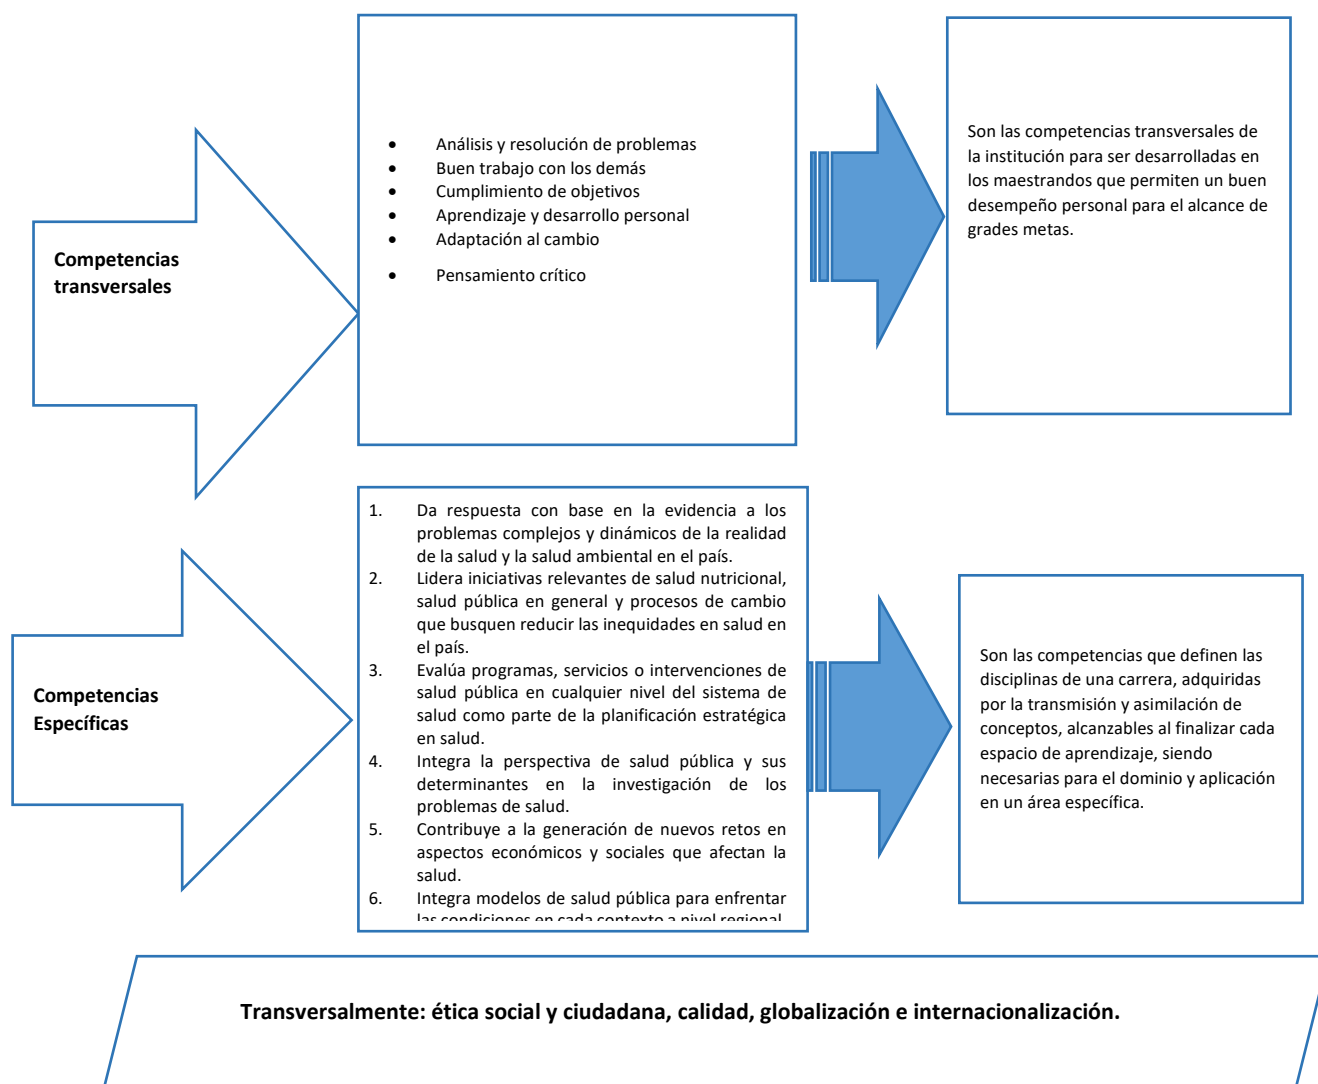 Competencias
transversales
• Análisis y resolución de problemas
• Buen trabajo con los demás
• Cumplimiento de objetivos
• Aprendizaje y desarrollo personal
• Adaptación al cambio
• Pensamiento crítico
Son las competencias transversales de
la institución para ser desarrolladas en
los maestrandos que permiten un buen
desempeño personal para el alcance de
grades metas.
Competencias
Específicas
1. Da respuesta con base en la evidencia a los
problemas complejos y dinámicos de la realidad
de la salud y la salud ambiental en el país.
2. Lidera iniciativas relevantes de salud nutricional,
salud pública en general y procesos de cambio
que busquen reducir las inequidades en salud en
el país.
3. Evalúa programas, servicios o intervenciones de
salud pública en cualquier nivel del sistema de
salud como parte de la planificación estratégica
en salud.
4. Integra la perspectiva de salud pública y sus
determinantes en la investigación de los
problemas de salud.
5. Contribuye a la generación de nuevos retos en
aspectos económicos y sociales que afectan la
salud.
6. Integra modelos de salud pública para enfrentar
las condiciones en cada contexto a nivel regional
Son las competencias que definen las
disciplinas de una carrera, adquiridas
por la transmisión y asimilación de
conceptos, alcanzables al finalizar cada
espacio de aprendizaje, siendo
necesarias para el dominio y aplicación
en un área específica.
Transversalmente: ética social y ciudadana, calidad, globalización e internacionalización.